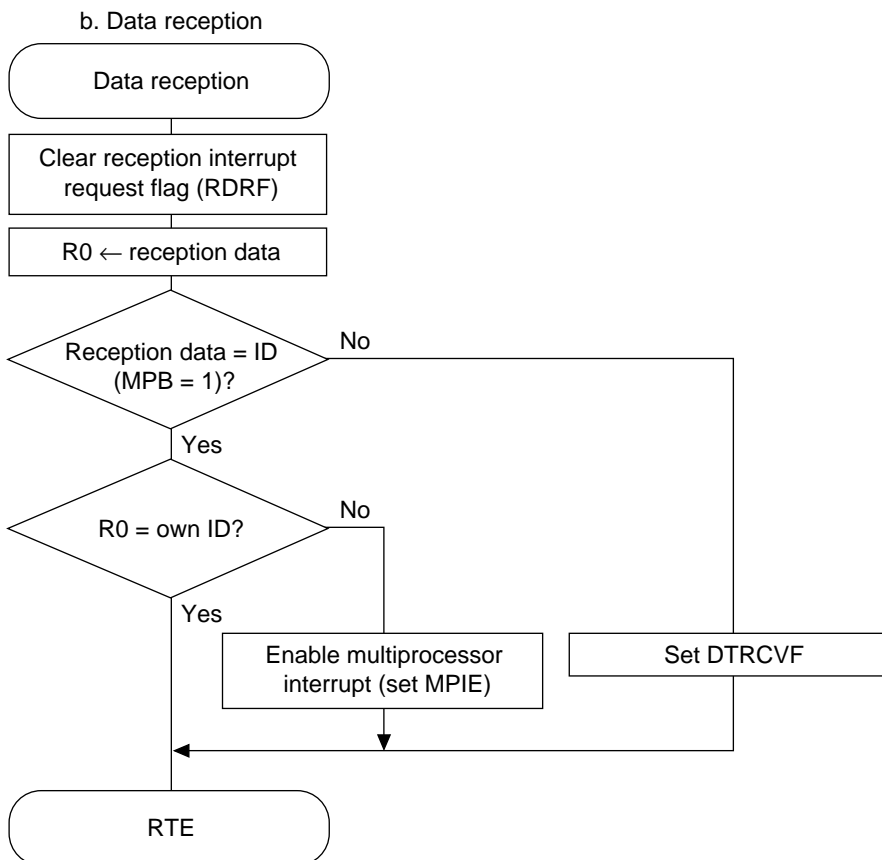 b. Data reception
Data reception
Clear reception interrupt
request flag (RDRF)
R0 ← reception data
Reception data = ID
(MPB = 1)?
No
Yes
R0 = own ID?
No
Yes
Enable multiprocessor
interrupt (set MPIE)
Set DTRCVF
RTE